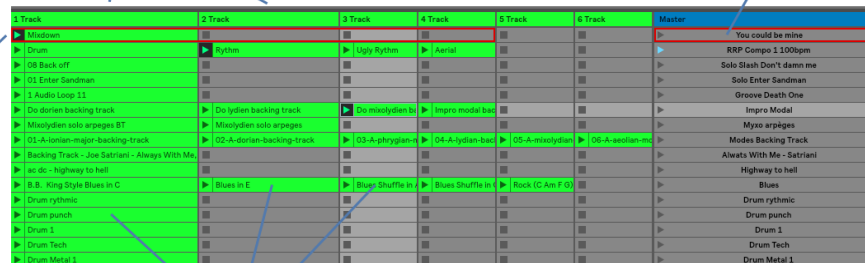 1 Track 2 Track 3 Track 4 Track 5 Track 6 Track Master
Mixdown You could be mine
Drum Rythm Ugly Rythm Aerial RRP Compo 1 100bpm
08 Back off Solo Slash Don't damn me
01 Enter Sandman Solo Enter Sandman
1 Audio Loop 11 Groove Death One
Do dorien backing track Do lydien backing track Do mixolydien ba Impro modal bac Impro Modal
Mixolydien solo arpeges BT Mixolydien solo arpeges Myxo arpèges
01-A-ionian-major-backing-track 02-A-dorian-backing-track 03-A-phrygian-n 04-A-lydian-bac 05-A-mixolydian 06-A-aeolian-mo Modes Backing Track
Backing Track - Joe Satriani - Always With Me, Alwats With Me - Satriani
ac dc - highway to hell Highway to hell
B.B. King Style Blues in C Blues in E Blues Shuffle in A Blues Shuffle in Rock (C Am F G) Blues
Drum rythmic Drum rythmic
Drum punch Drum punch
Drum 1 Drum 1
Drum Tech Drum Tech
Drum Metal 1 Drum Metal 1